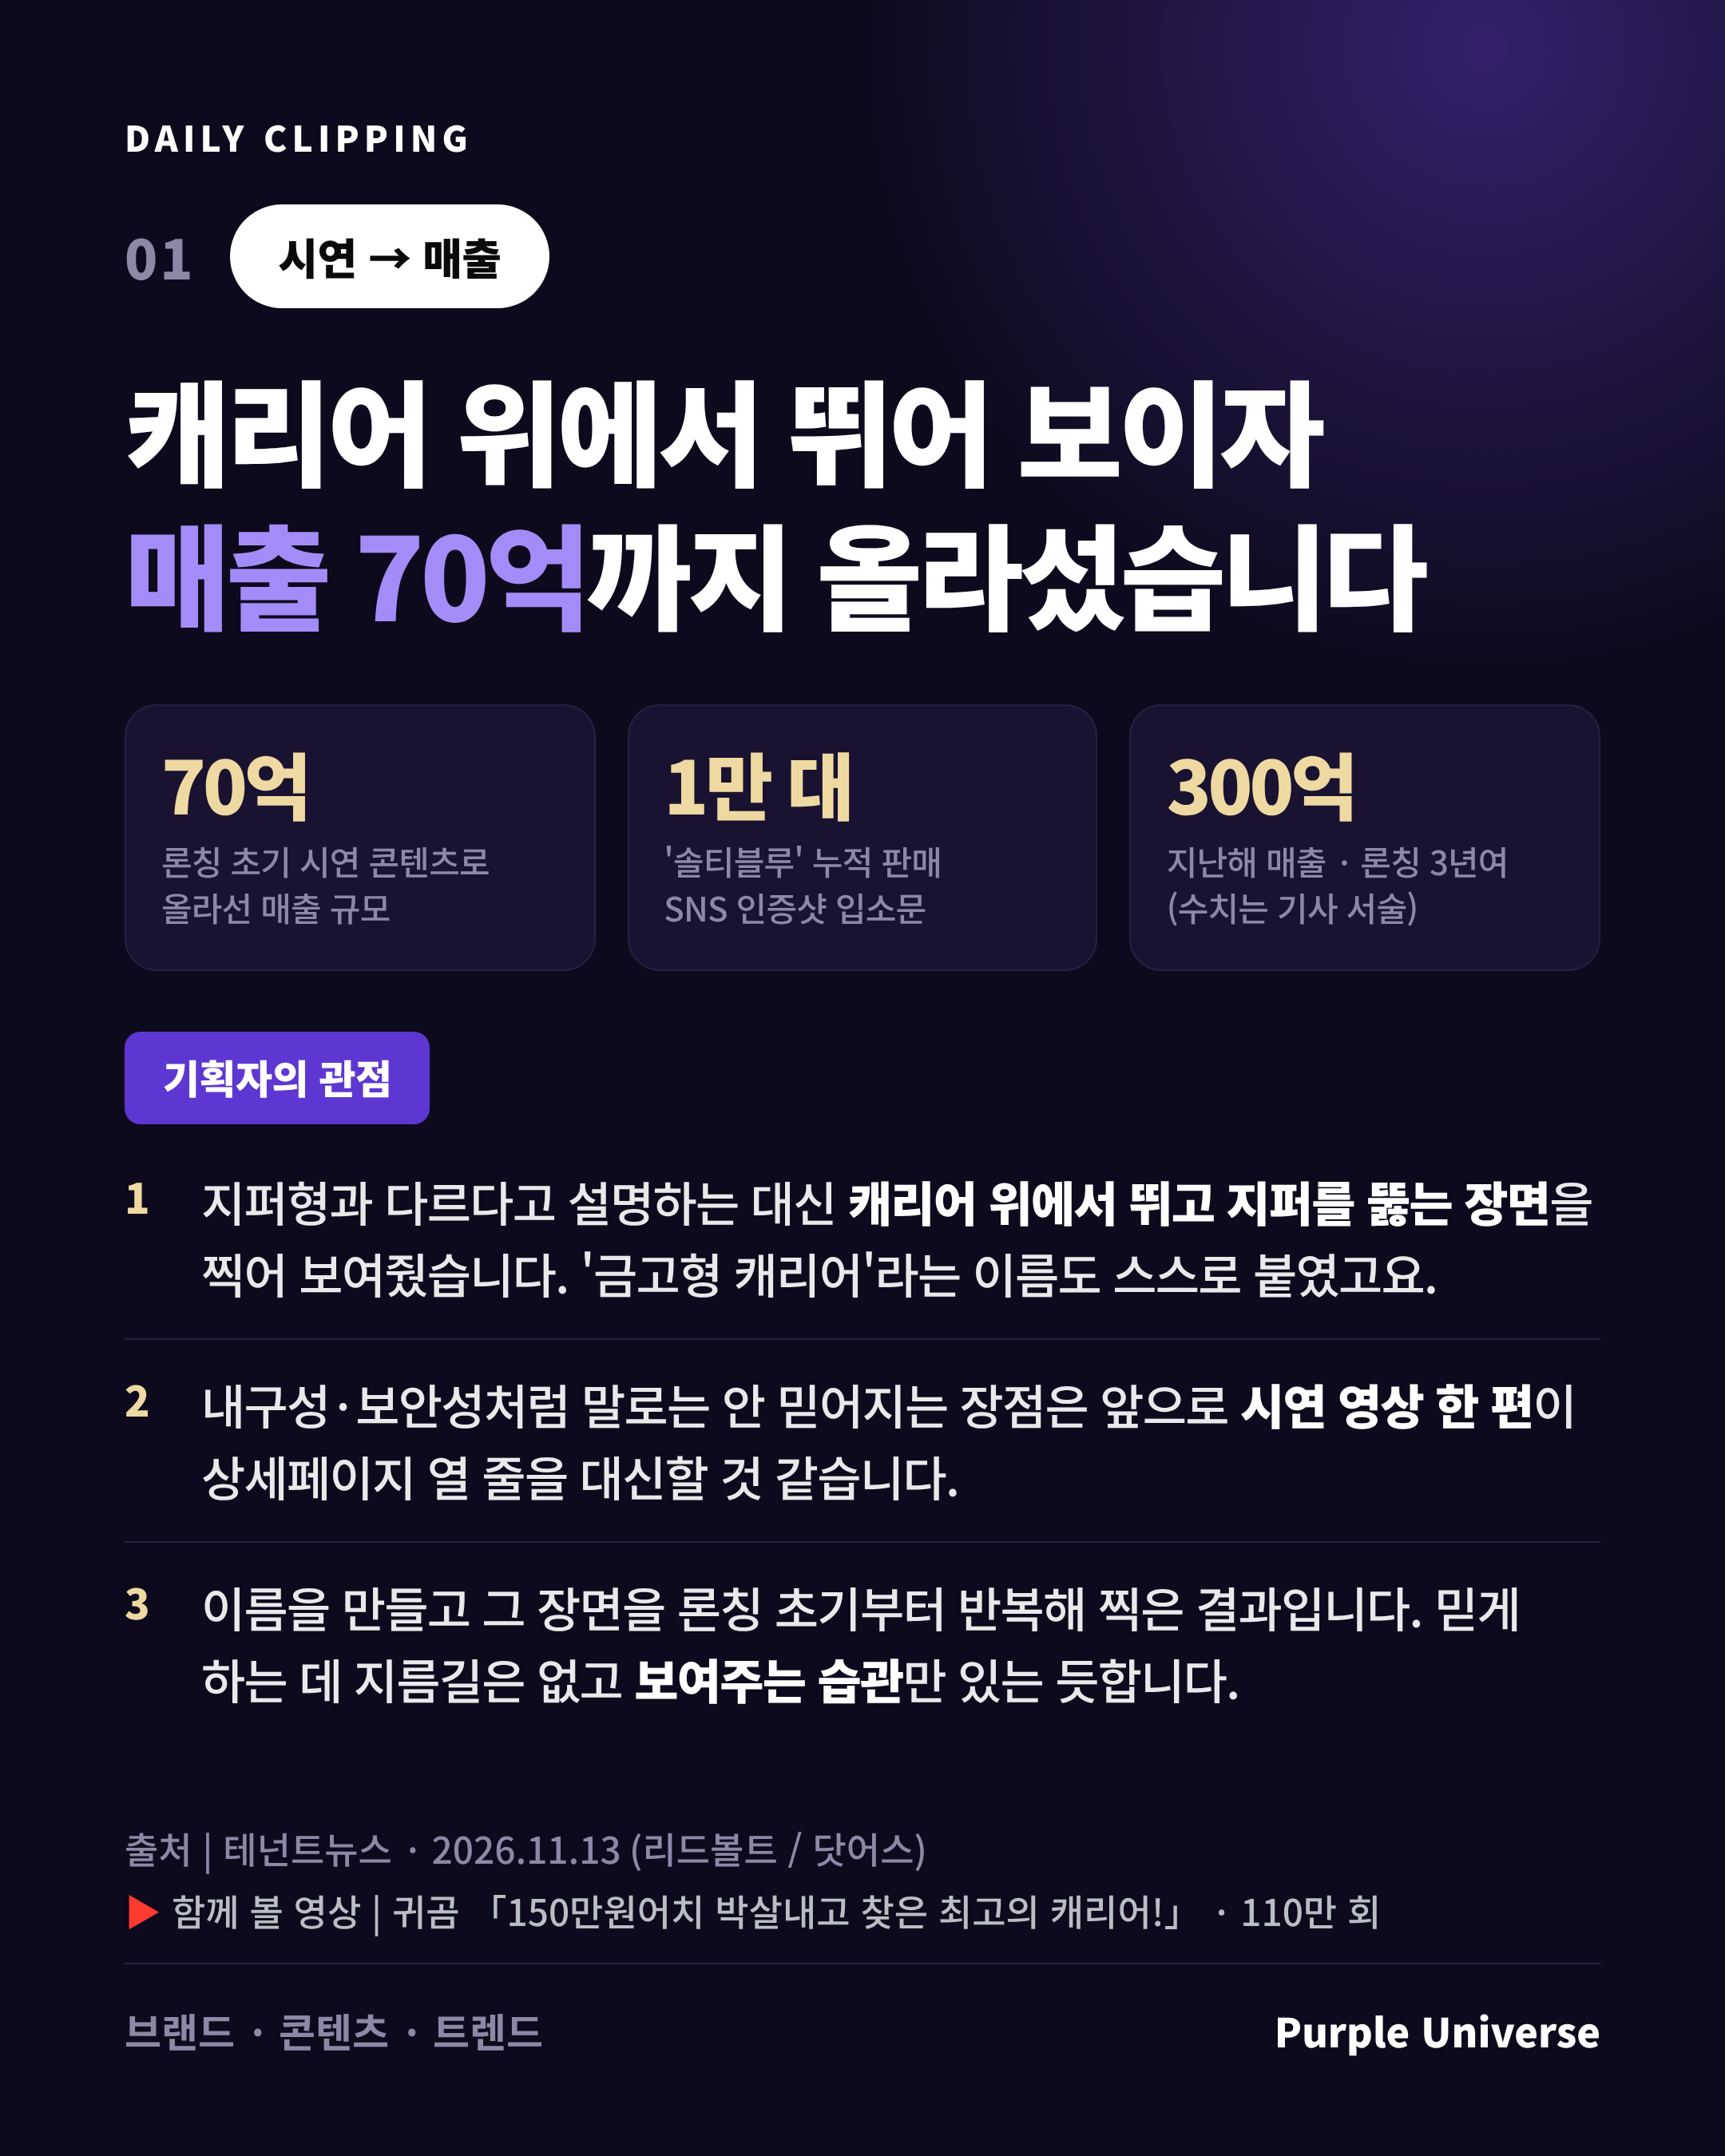 DAILY CLIPPING
01 시연 → 매출
캐리어 위에서 뛰어 보이자
매출 70억까지 올라섰습니다
70억
론칭 초기 시연 콘텐츠로
올라선 매출 규모
1만 대
'솔티블루' 누적 판매
SNS 인증샷 입소문
300억
지난해 매출 · 론칭 3년여
(수치는 기사 서술)
기획자의 관점
1 지퍼형과 다르다고 설명하는 대신 캐리어 위에서 뛰고 지퍼를 뚫는 장면을
찍어 보여줬습니다. '금고형 캐리어'라는 이름도 스스로 붙였고요.
2 내구성·보안성처럼 말로는 안 믿어지는 장점은 앞으로 시연 영상 한 편이
상세페이지 열 줄을 대신할 것 같습니다.
3 이름을 만들고 그 장면을 론칭 초기부터 반복해 찍은 결과입니다. 믿게
하는 데 지름길은 없고 보여주는 습관만 있는 듯합니다.
출처 | 테넌트뉴스 · 2026.11.13 (리드볼트 / 닷어스)
▶ 함께 볼 영상 | 귀곰 「150만원어치 박살내고 찾은 최고의 캐리어!」 · 110만 회
브랜드 · 콘텐츠 · 트렌드
Purple Universe